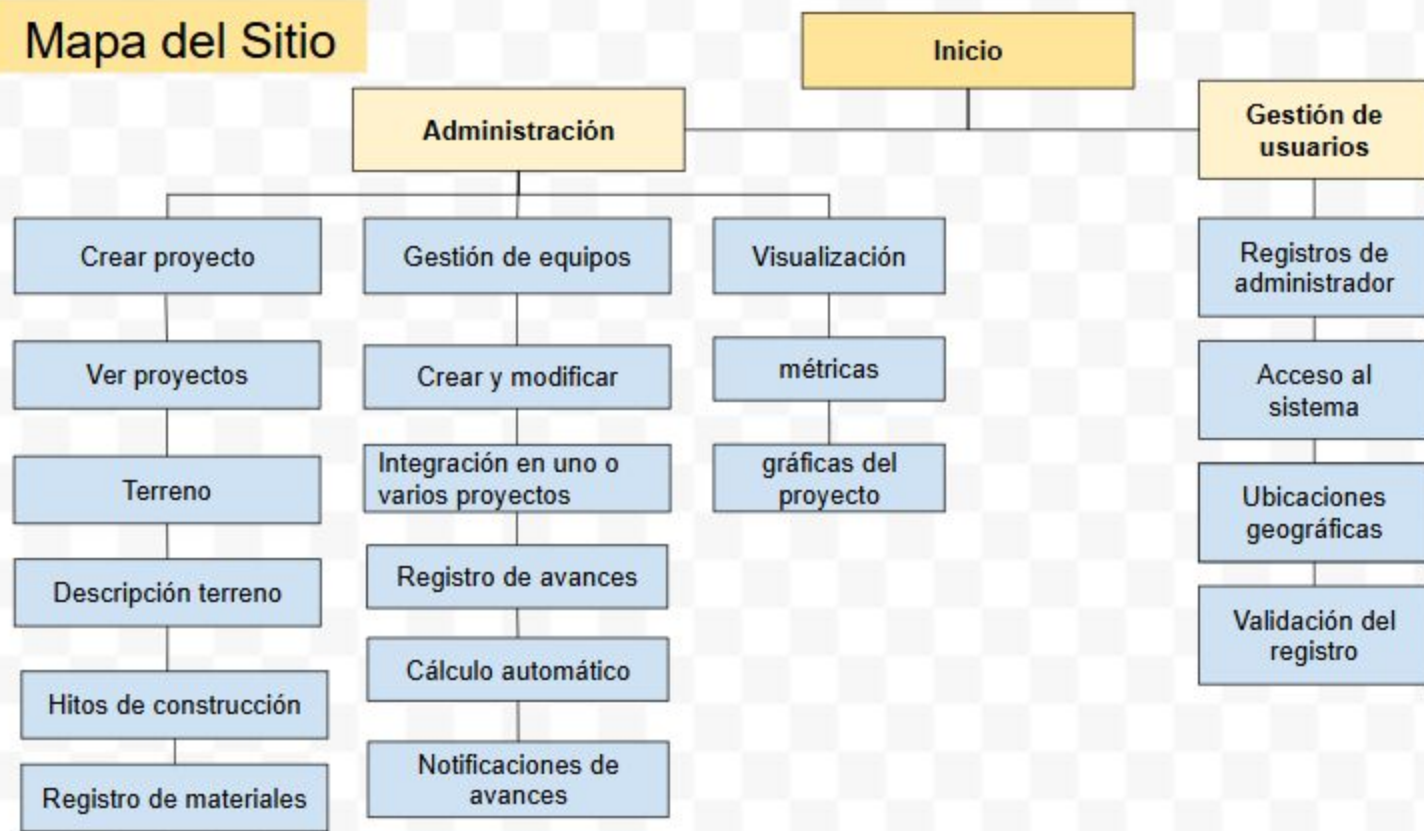 Mapa del Sitio
Inicio
Administración
Gestión de
usuarios
Crear proyecto
Ver proyectos
Terreno
Descripción terreno
Hitos de construcción
Registro de materiales
Gestión de equipos
Crear y modificar
Integración en uno o
varios proyectos
Registro de avances
Cálculo automático
Notificaciones de
avances
Visualización
métricas
gráficas del
proyecto
Registros de
administrador
Acceso al
sistema
Ubicaciones
geográficas
Validación del
registro